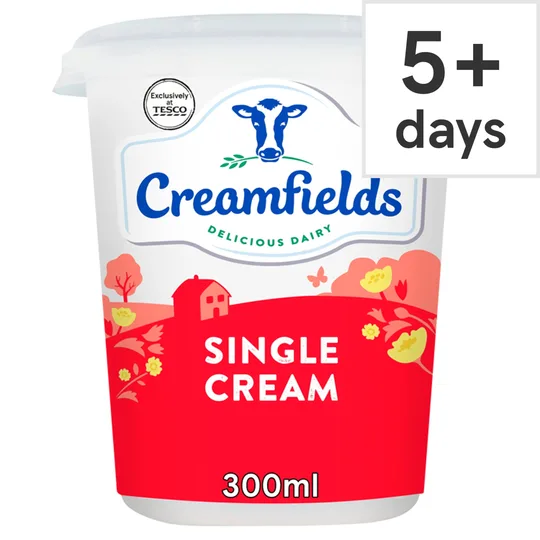 5+
days
Exclusively
at
TESCO
Creamfields
DELICIOUS DAIRY
SINGLE
CREAM
300ml